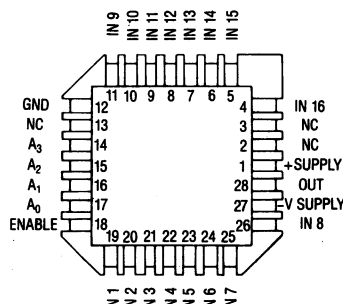 IN 9 IN 10 IN 11 IN 12 IN 13 IN 14 IN 15
11 10 9 8 7 6 5
GND 12 4 IN 16
NC 13 3 NC
A3 14 2 NC
A2 15 1 +SUPPLY
A1 16 28 OUT
A0 17 27 -V SUPPLY
ENABLE 18 26 IN 8
19 20 21 22 23 24 25
IN 1 IN 2 IN 3 IN 4 IN 5 IN 6 IN 7